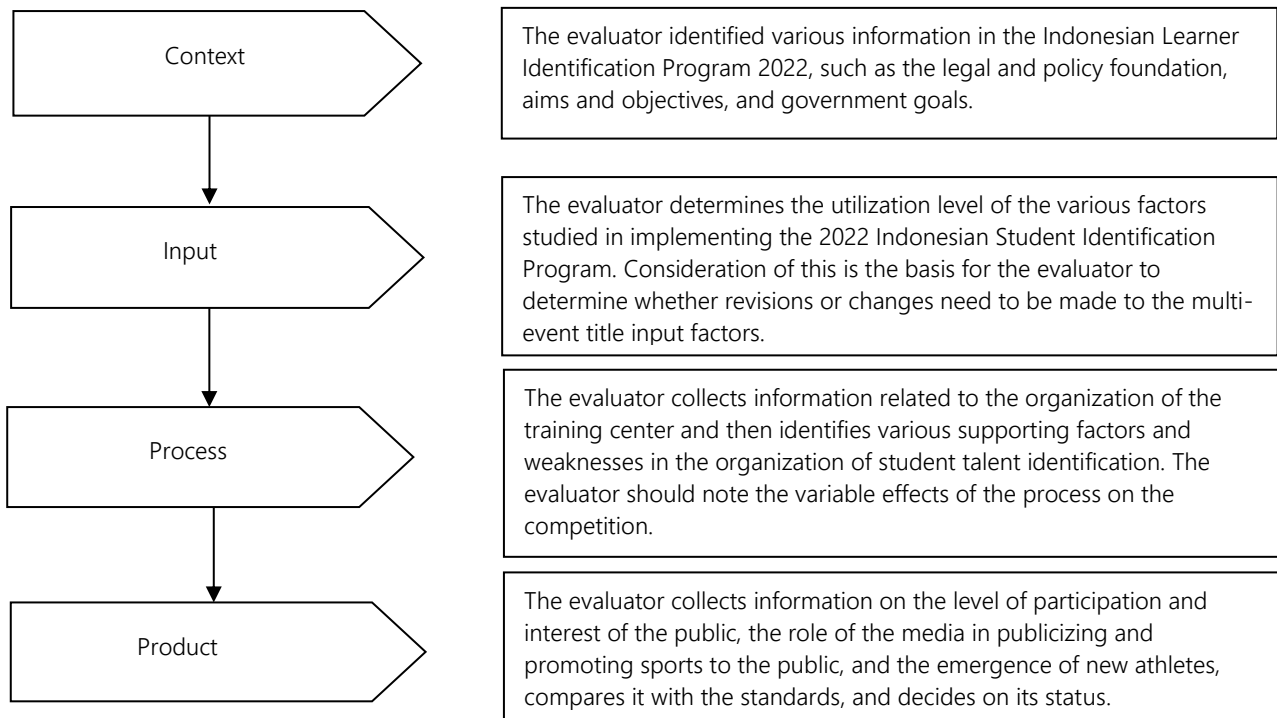 Context
The evaluator identified various information in the Indonesian Learner
Identification Program 2022, such as the legal and policy foundation,
aims and objectives, and government goals.
Input
The evaluator determines the utilization level of the various factors
studied in implementing the 2022 Indonesian Student Identification
Program. Consideration of this is the basis for the evaluator to
determine whether revisions or changes need to be made to the multi-
event title input factors.
Process
The evaluator collects information related to the organization of the
training center and then identifies various supporting factors and
weaknesses in the organization of student talent identification. The
evaluator should note the variable effects of the process on the
competition.
Product
The evaluator collects information on the level of participation and
interest of the public, the role of the media in publicizing and
promoting sports to the public, and the emergence of new athletes,
compares it with the standards, and decides on its status.